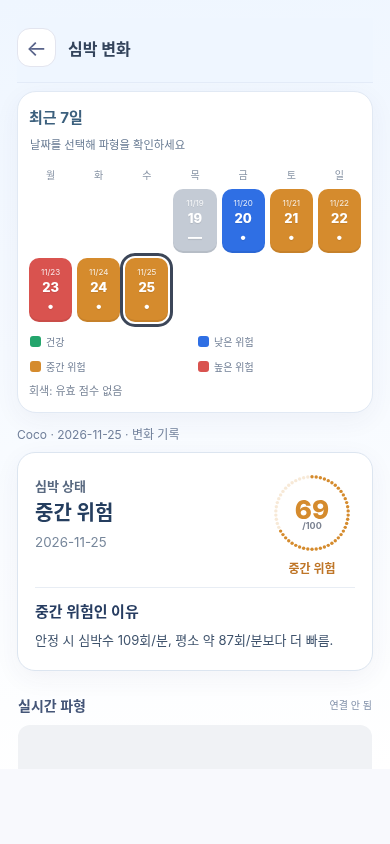 심박 변화
최근 7일
날짜를 선택해 파형을 확인하세요
월 화 수 목 금 토 일
11/19 11/20 11/21 11/22
19 20 21 22
— • • •
11/23 11/24 11/25
23 24 25
• • •
건강 낮은 위험
중간 위험 높은 위험
회색: 유효 점수 없음
Coco · 2026-11-25 · 변화 기록
심박 상태
중간 위험
2026-11-25
69
/100
중간 위험
중간 위험인 이유
안정 시 심박수 109회/분, 평소 약 87회/분보다 더 빠름.
실시간 파형 연결 안 됨